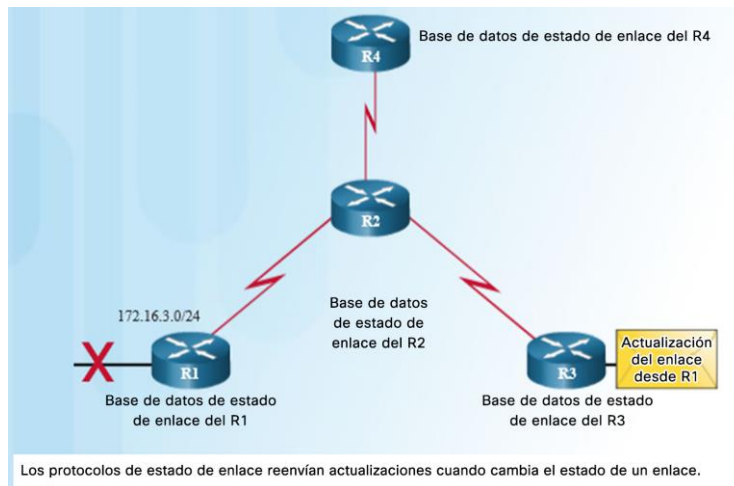 Base de datos de estado de enlace del R4
R4
R2
Base de datos
de estado de
enlace del R2
172.16.3.0/24
R1
Base de datos de estado
de enlace del R1
R3
Base de datos de estado
de enlace del R3
Actualización
del enlace
desde R1
Los protocolos de estado de enlace reenvían actualizaciones cuando cambia el estado de un enlace.